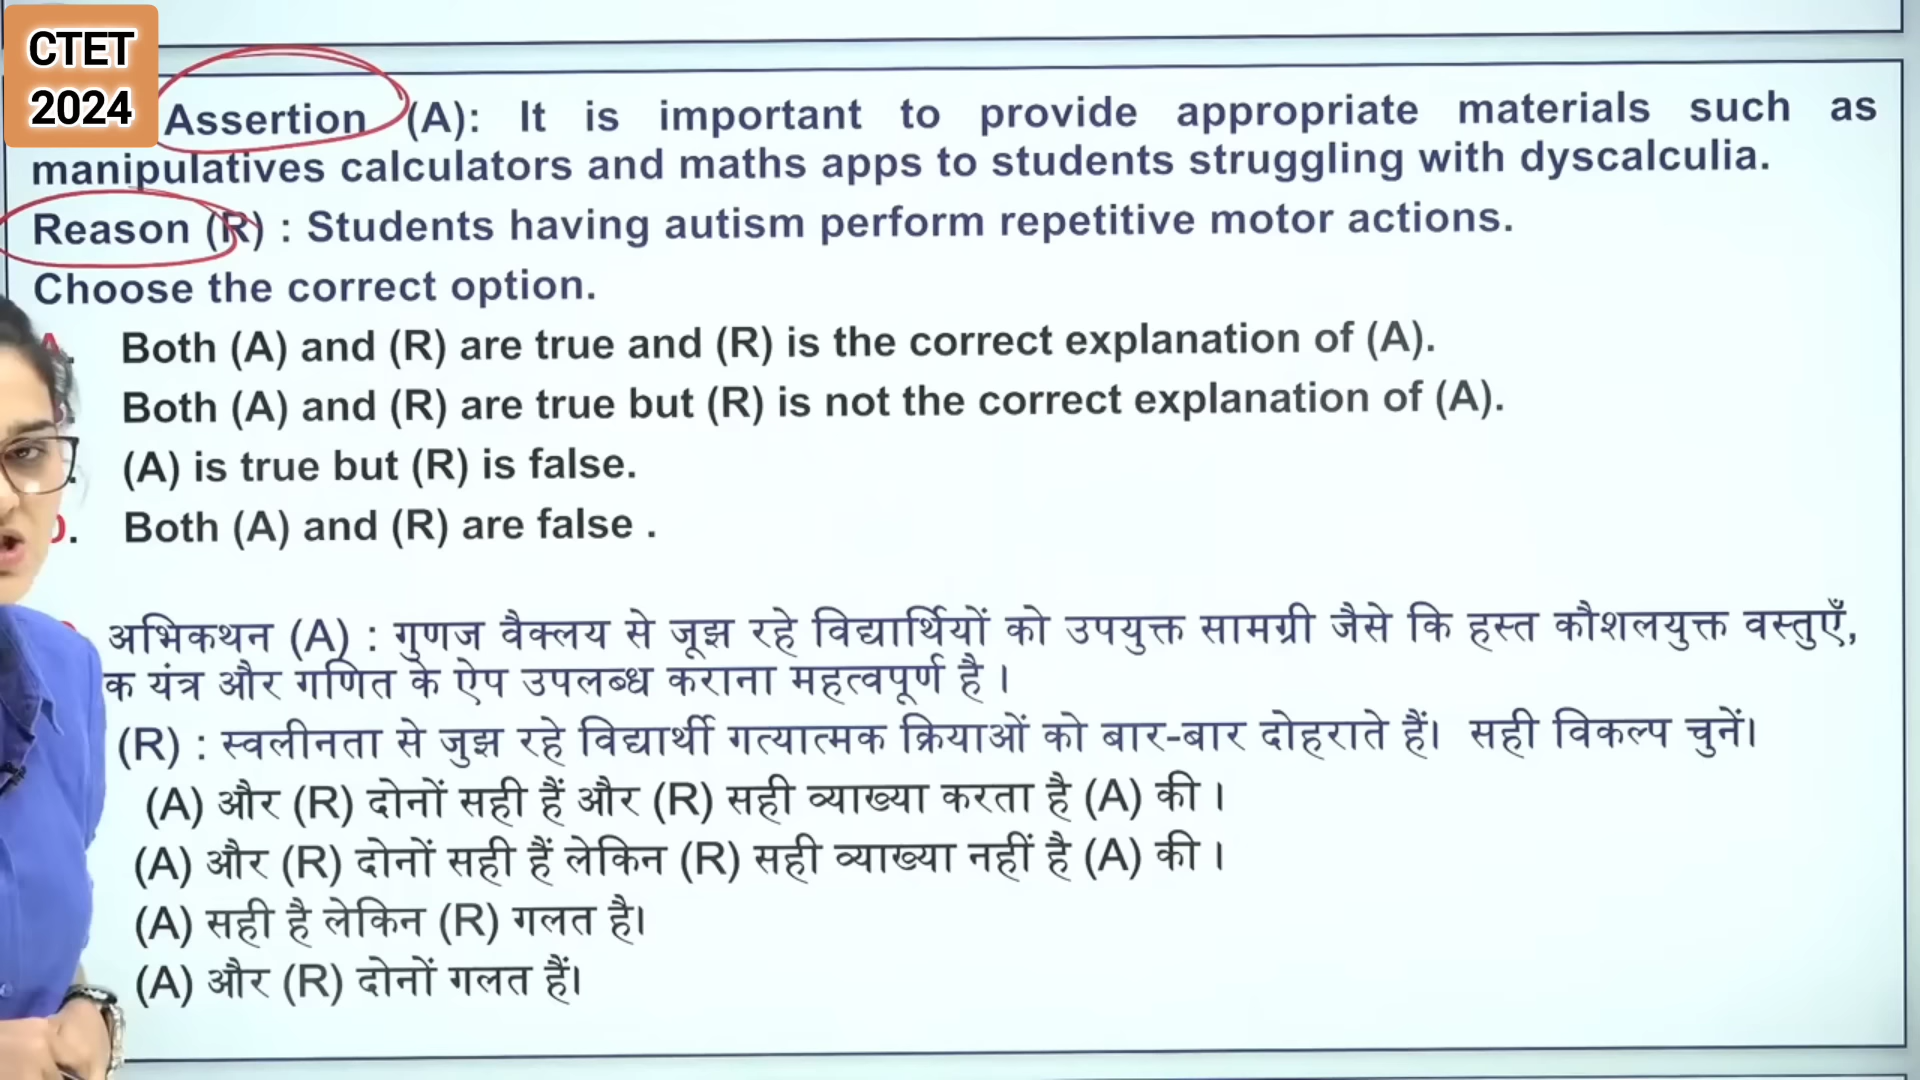 CTET
2024
Assertion (A): It is important to provide appropriate materials such as
manipulatives calculators and maths apps to students struggling with dyscalculia.
Reason (R) : Students having autism perform repetitive motor actions.
Choose the correct option.
A. Both (A) and (R) are true and (R) is the correct explanation of (A).
Both (A) and (R) are true but (R) is not the correct explanation of (A).
(A) is true but (R) is false.
D. Both (A) and (R) are false .
अभिकथन (A) : गुणज वैक्लय से जूझ रहे विद्यार्थियों को उपयुक्त सामग्री जैसे कि हस्त कौशलयुक्त वस्तुएँ,
क यंत्र और गणित के ऐप उपलब्ध कराना महत्वपूर्ण है ।
(R) : स्वलीनता से जुझ रहे विद्यार्थी गत्यात्मक क्रियाओं को बार-बार दोहराते हैं। सही विकल्प चुनें।
(A) और (R) दोनों सही हैं और (R) सही व्याख्या करता है (A) की ।
(A) और (R) दोनों सही हैं लेकिन (R) सही व्याख्या नहीं है (A) की ।
(A) सही है लेकिन (R) गलत है।
(A) और (R) दोनों गलत हैं।